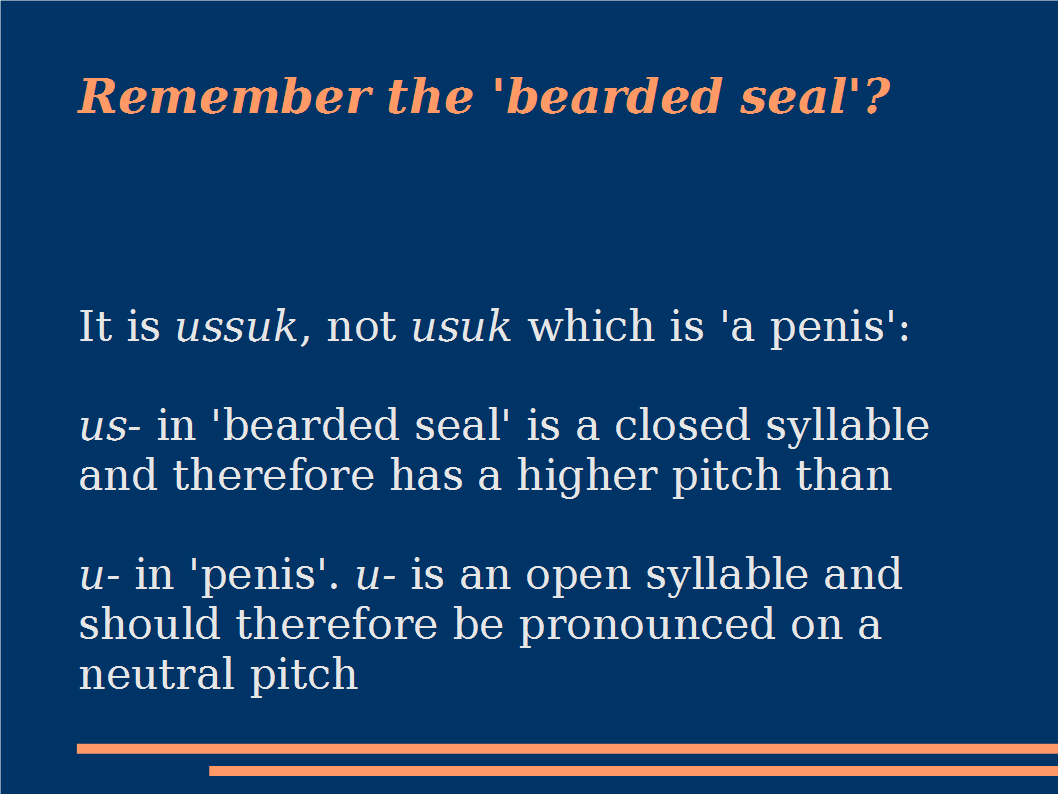 Remember the 'bearded seal'?
It is ussuk, not usuk which is 'a penis':
us- in 'bearded seal' is a closed syllable
and therefore has a higher pitch than
u- in 'penis'. u- is an open syllable and
should therefore be pronounced on a
neutral pitch